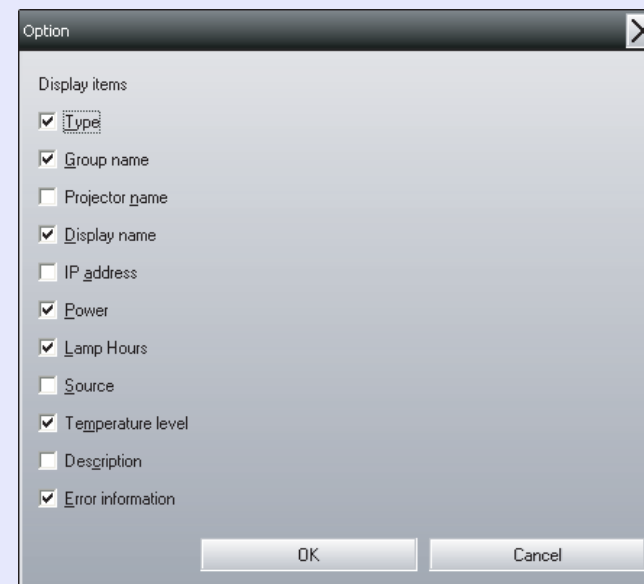 Option
Display items
Type
Group name
Projector name
Display name
IP address
Power
Lamp Hours
Source
Temperature level
Description
Error information
OK Cancel